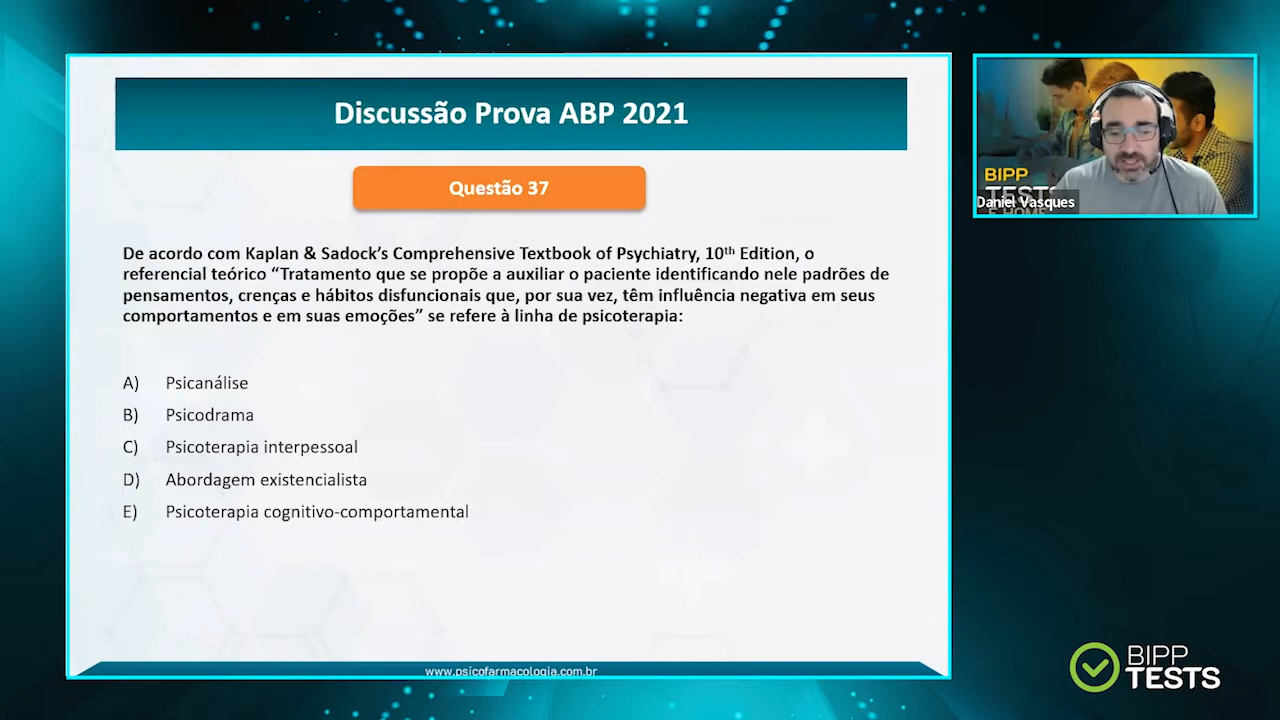 Discussão Prova ABP 2021
Questão 37
De acordo com Kaplan & Sadock’s Comprehensive Textbook of Psychiatry, 10th Edition, o
referencial teórico “Tratamento que se propõe a auxiliar o paciente identificando nele padrões de
pensamentos, crenças e hábitos disfuncionais que, por sua vez, têm influência negativa em seus
comportamentos e em suas emoções” se refere à linha de psicoterapia:
A) Psicanálise
B) Psicodrama
C) Psicoterapia interpessoal
D) Abordagem existencialista
E) Psicoterapia cognitivo-comportamental
www.psicofarmacologia.com.br
BIPP
TESTS
Daniel Vasques
E HOME
BIPP
TESTS